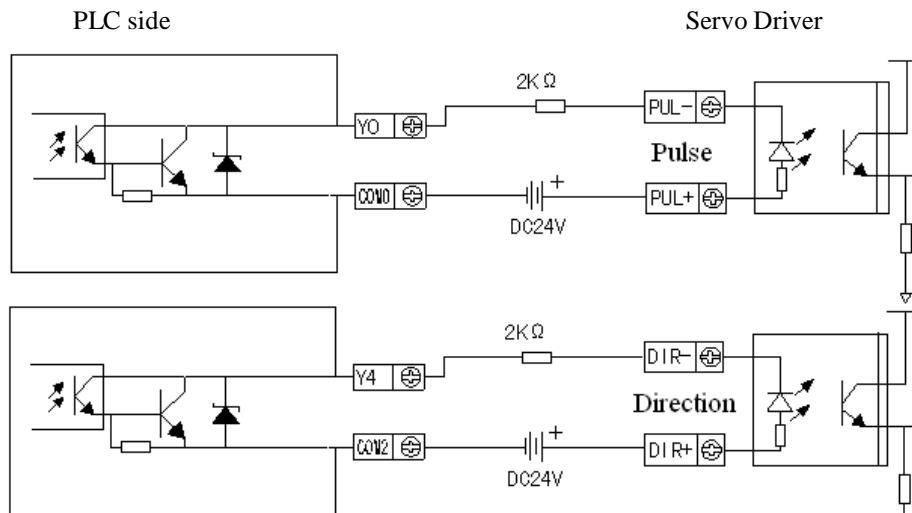 PLC side Servo Driver
2KΩ
Y0 PUL-
Pulse
COM0 + PUL+
DC24V
2KΩ
Y4 DIR-
Direction
COM2 + DIR+
DC24V